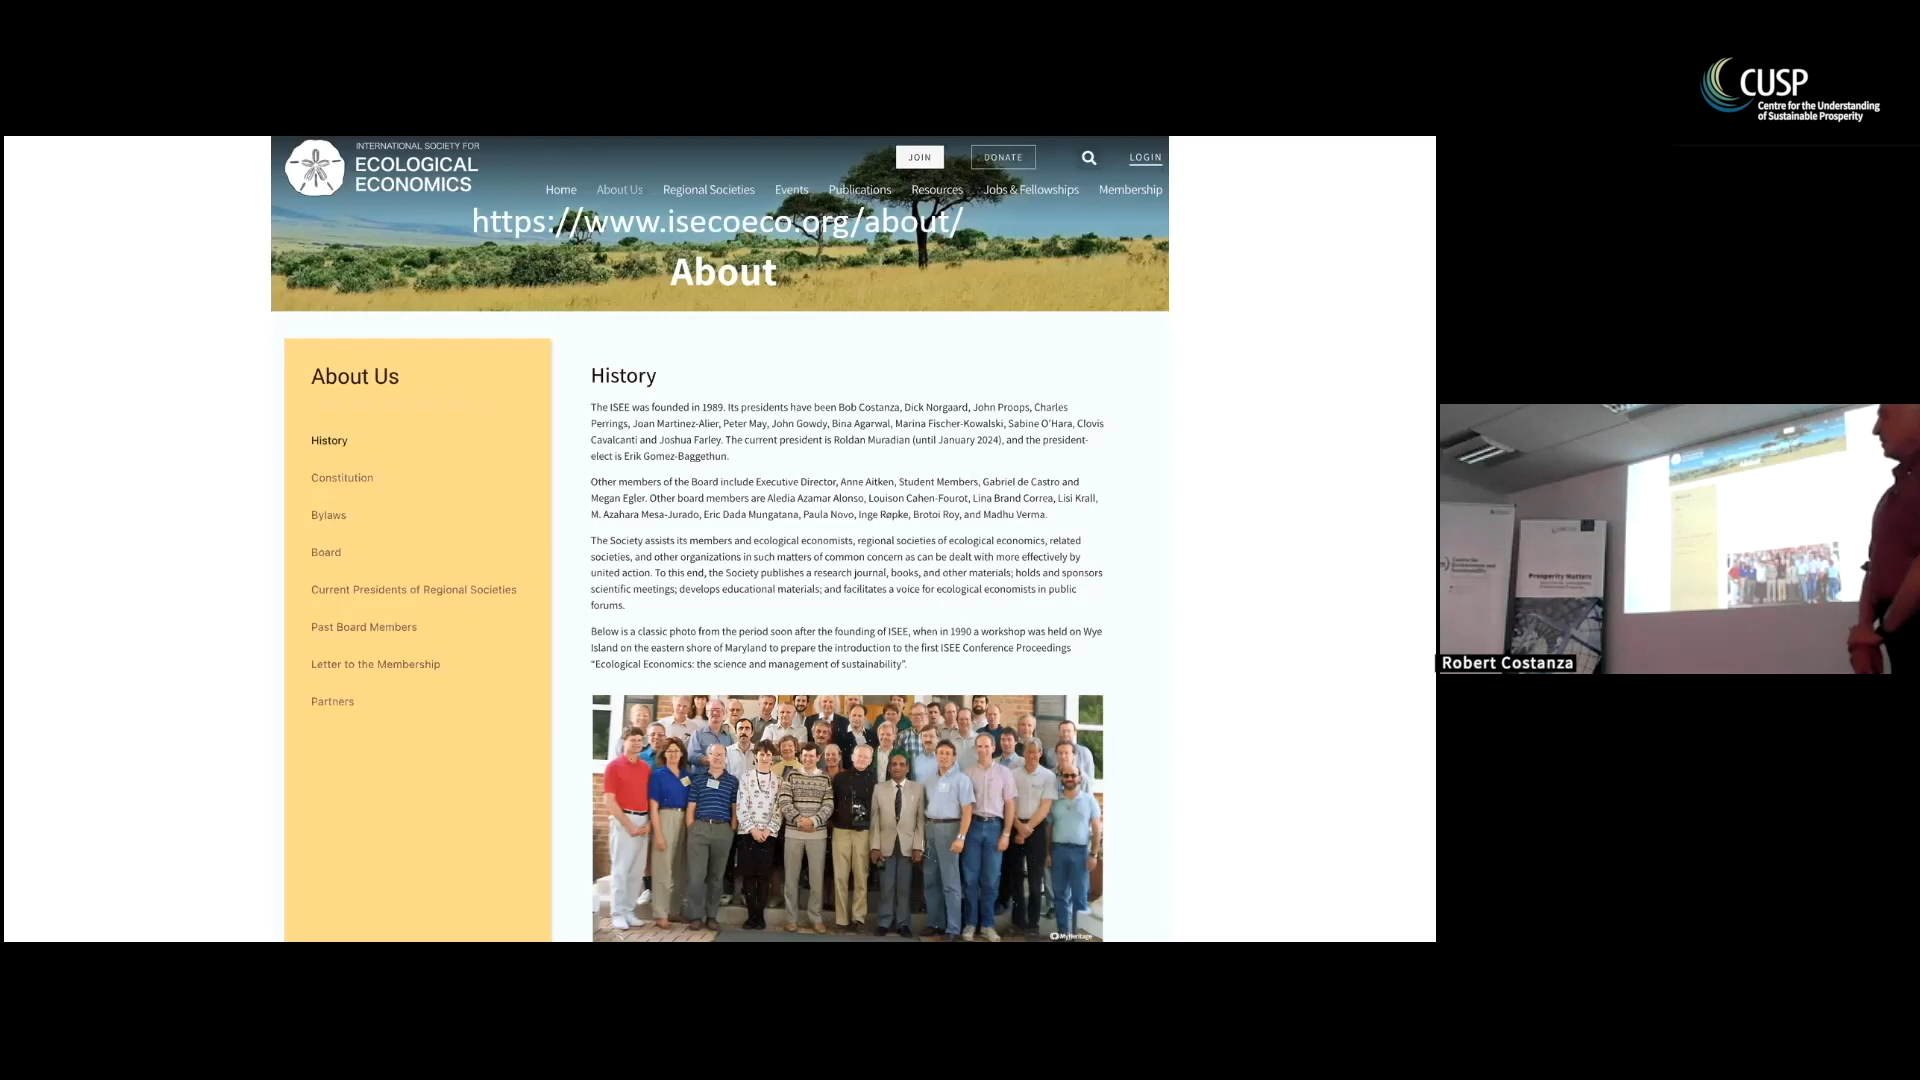 CUSP
Centre for the Understanding
of Sustainable Prosperity
INTERNATIONAL SOCIETY FOR
ECOLOGICAL
ECONOMICS
JOIN
DONATE
LOGIN
Home About Us Regional Societies Events Publications Resources Jobs & Fellowships Membership
https://www.isecoeco.org/about/
About
About Us
History
Constitution
Bylaws
Board
Current Presidents of Regional Societies
Past Board Members
Letter to the Membership
Partners
History
The ISEE was founded in 1989. Its presidents have been Bob Costanza, Dick Norgaard, John Proops, Charles
Perrings, Joan Martinez-Alier, Peter May, John Gowdy, Bina Agarwal, Marina Fischer-Kowalski, Sabine O'Hara, Clovis
Cavalcanti and Joshua Farley. The current president is Roldan Muradian (until January 2024), and the president-
elect is Erik Gomez-Baggethun.
Other members of the Board include Executive Director, Anne Aitken, Student Members, Gabriel de Castro and
Megan Egler. Other board members are Aledia Azamar Alonso, Louison Cahen-Fourot, Lina Brand Correa, Lisi Krall,
M. Azahara Mesa-Jurado, Eric Dada Mungatana, Paula Novo, Inge Røpke, Brotoi Roy, and Madhu Verma.
The Society assists its members and ecological economists, regional societies of ecological economics, related
societies, and other organizations in such matters of common concern as can be dealt with more effectively by
united action. To this end, the Society publishes a research journal, books, and other materials; holds and sponsors
scientific meetings; develops educational materials; and facilitates a voice for ecological economists in public
forums.
Below is a classic photo from the period soon after the founding of ISEE, when in 1990 a workshop was held on Wye
Island on the eastern shore of Maryland to prepare the introduction to the first ISEE Conference Proceedings
“Ecological Economics: the science and management of sustainability”.
MyHeritage
Prosperity Matters
Robert Costanza